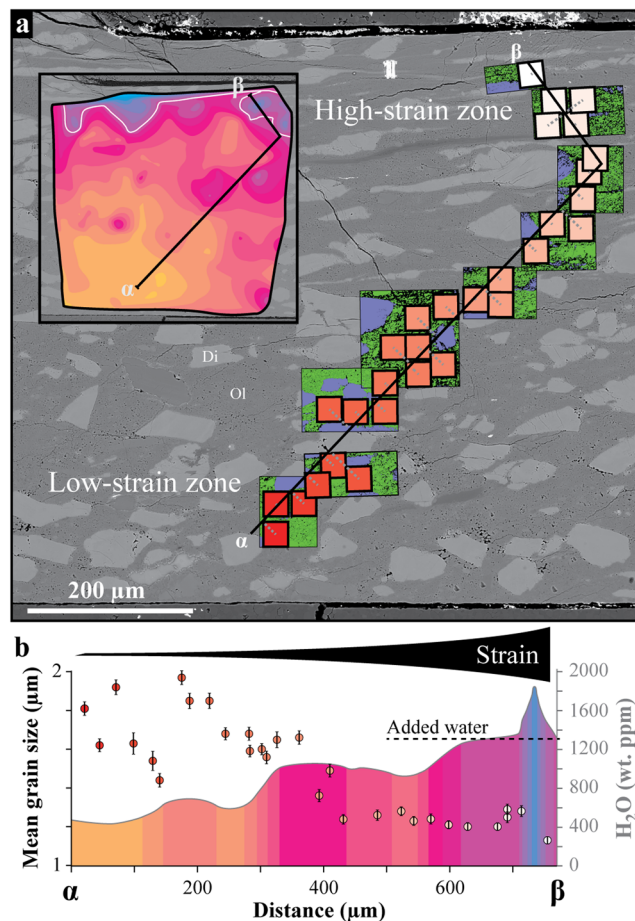 a
β
High-strain zone
β
α
Di
Ol
Low-strain zone
α
200 μm
b
Strain
Mean grain size (μm)
2
1
Added water
H₂O (wt. ppm)
2000
1600
1200
800
400
0
α
200
400
600
β
Distance (μm)